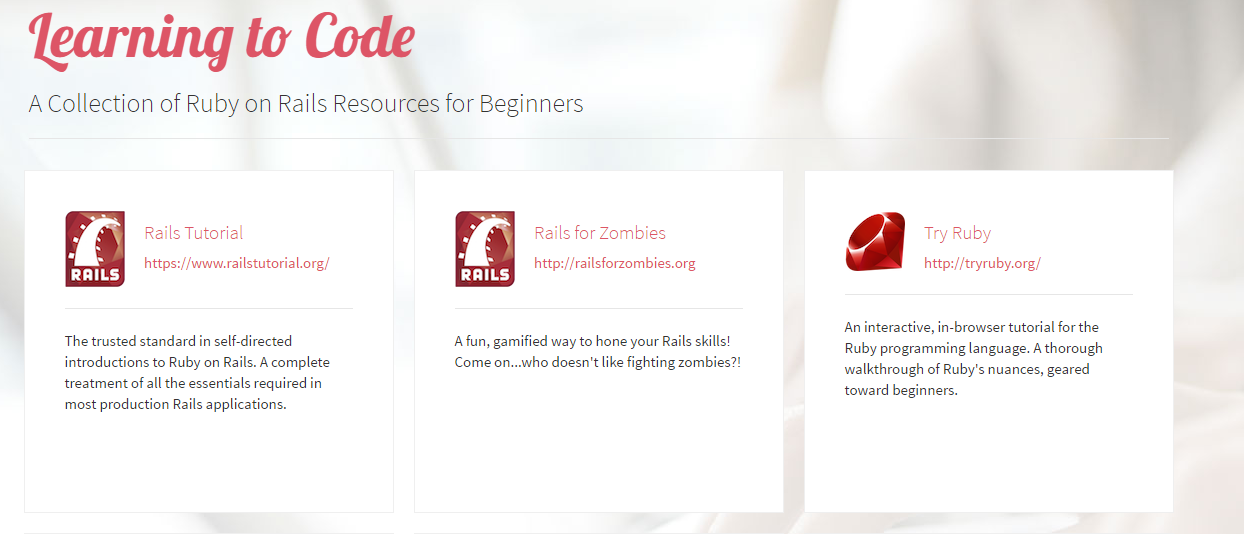 Learning to Code
A Collection of Ruby on Rails Resources for Beginners
RAILS
Rails Tutorial
https://www.railstutorial.org/
The trusted standard in self-directed
introductions to Ruby on Rails. A complete
treatment of all the essentials required in
most production Rails applications.
RAILS
Rails for Zombies
http://railsforzombies.org
A fun, gamified way to hone your Rails skills!
Come on...who doesn't like fighting zombies?!
Try Ruby
http://tryruby.org/
An interactive, in-browser tutorial for the
Ruby programming language. A thorough
walkthrough of Ruby's nuances, geared
toward beginners.